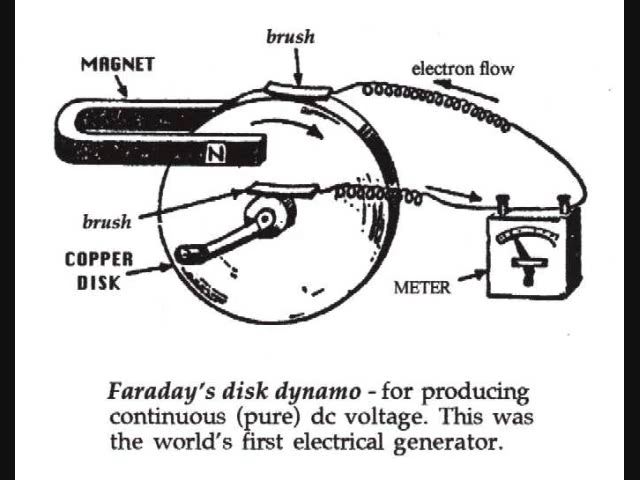 brush
MAGNET
electron flow
N
brush
COPPER
DISK
METER
Faraday's disk dynamo - for producing
continuous (pure) dc voltage. This was
the world's first electrical generator.